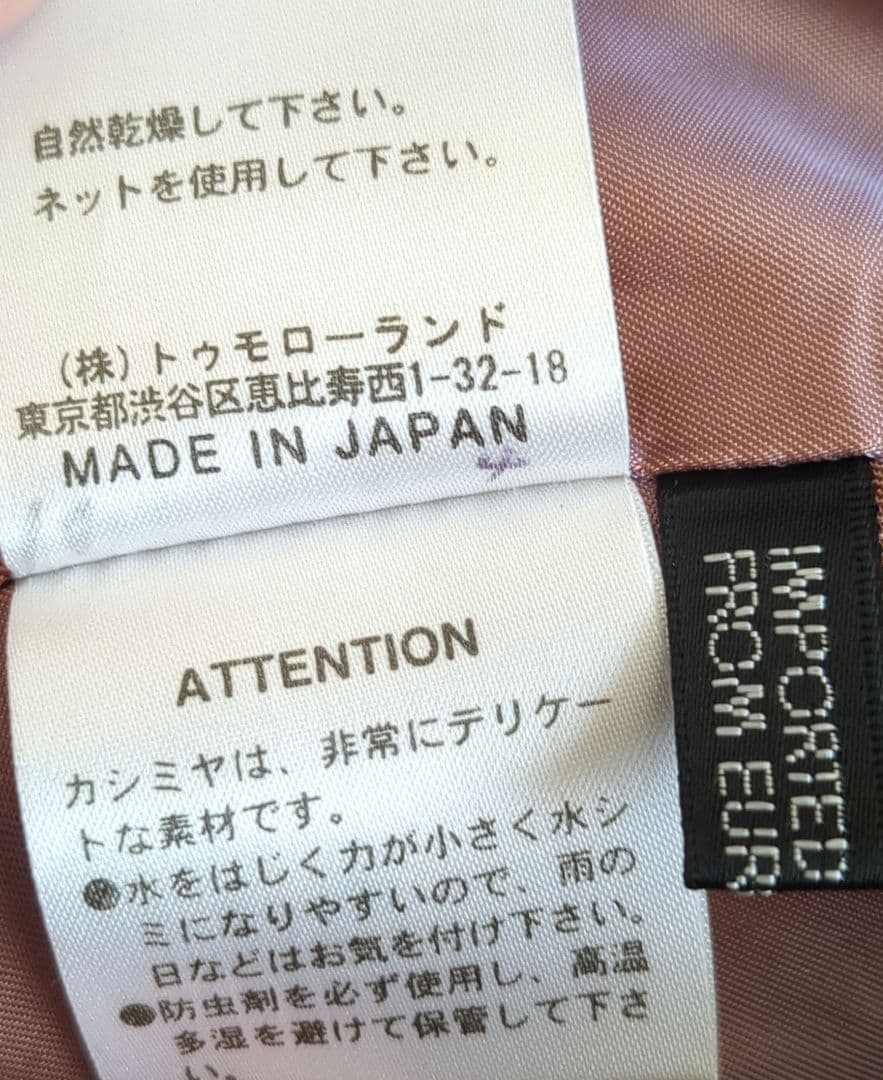 自然乾燥して下さい。
ネットを使用して下さい。
(株)トゥモローランド
東京都渋谷区恵比寿西1-32-18
MADE IN JAPAN
ATTENTION
カシミヤは、非常にデリケー
トな素材です。
●水をはじく力が小さく水シ
ミになりやすいので、雨の
日などはお気を付け下さい。
●防虫剤を必ず使用し、高温
多湿を避けて保管して下さ
い。
IMPORTED
FROM EUR